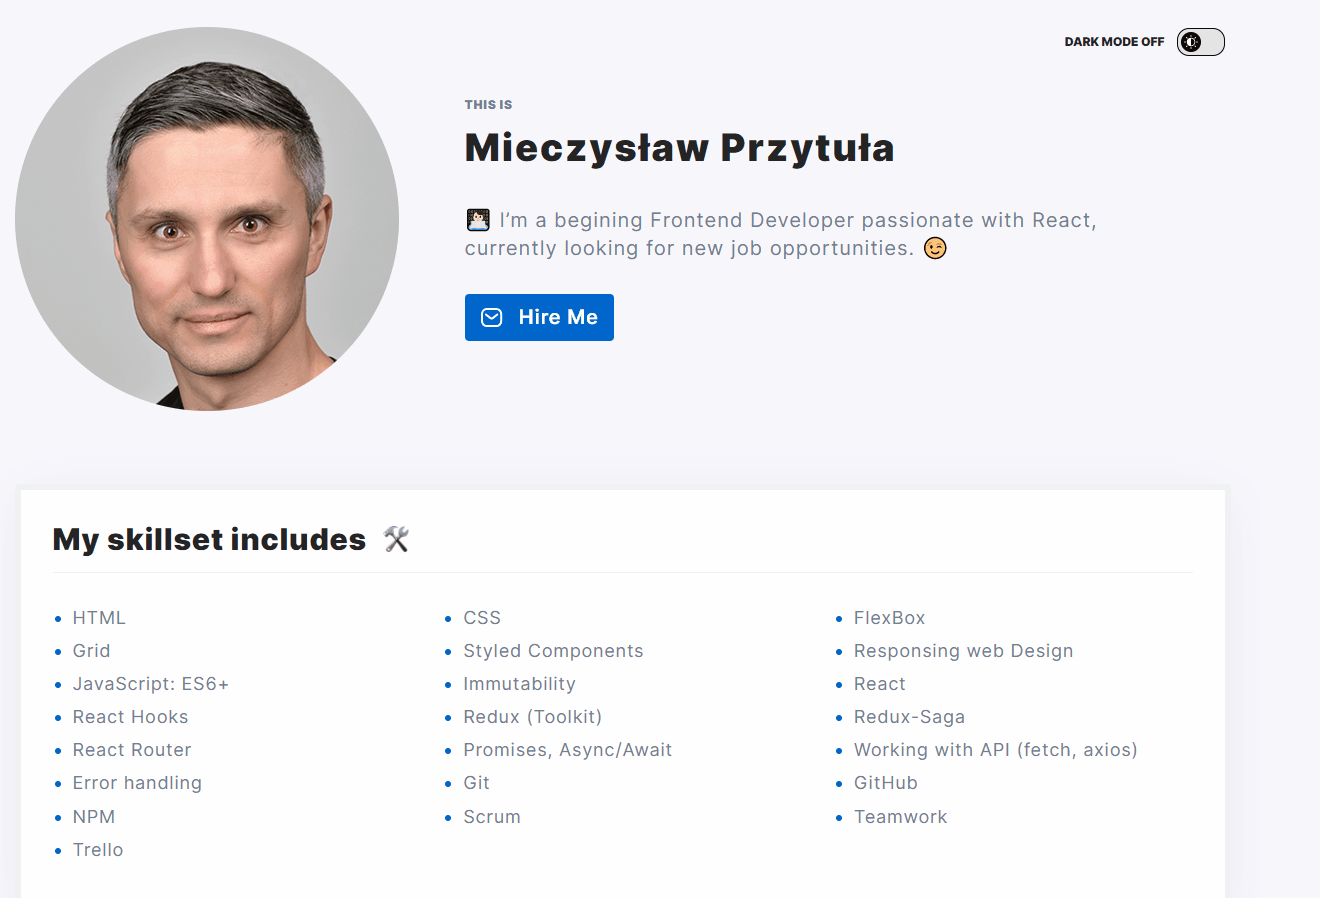 DARK MODE OFF
THIS IS
Mieczysław Przytuła
I’m a begining Frontend Developer passionate with React,
currently looking for new job opportunities. 😉
Hire Me
My skillset includes 🛠
HTML
CSS
FlexBox
Grid
Styled Components
Responsing web Design
JavaScript: ES6+
Immutability
React
React Hooks
Redux (Toolkit)
Redux-Saga
React Router
Promises, Async/Await
Working with API (fetch, axios)
Error handling
Git
GitHub
NPM
Scrum
Teamwork
Trello